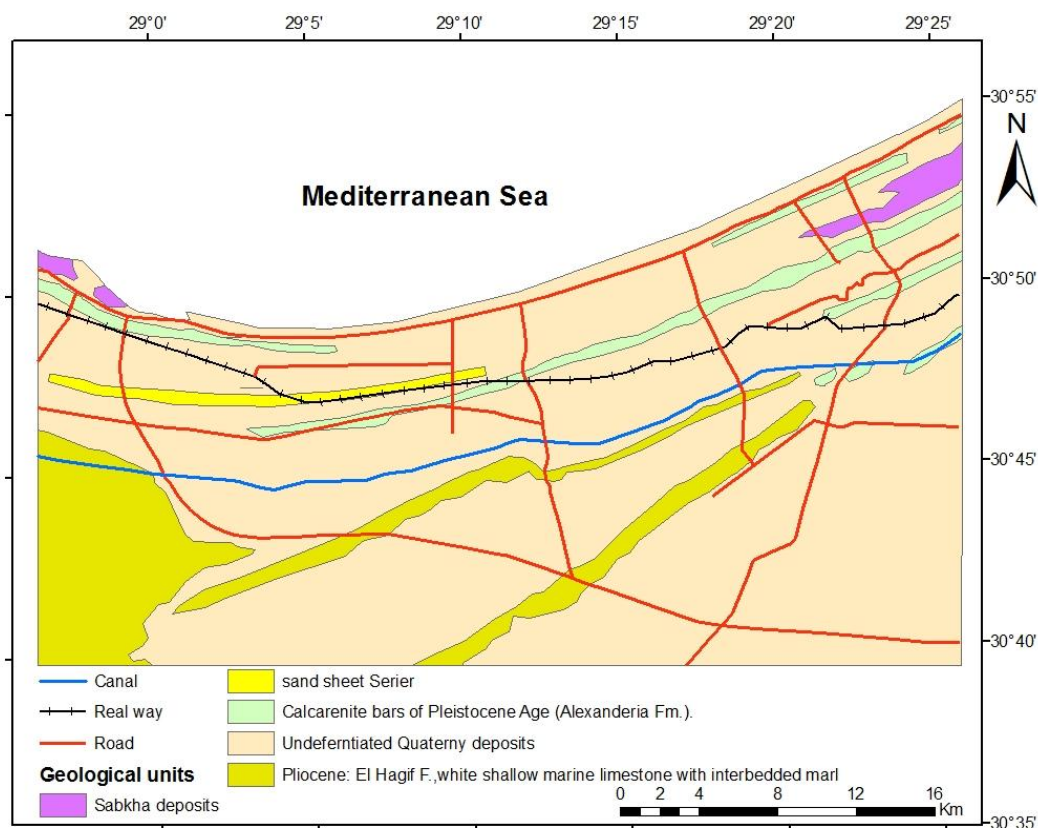 29°0' 29°5' 29°10' 29°15' 29°20' 29°25'
30°55'
N
Mediterranean Sea
30°50'
30°45'
30°40'
Canal
Real way
Road
Geological units
Sabkha deposits
sand sheet Serier
Calcarenite bars of Pleistocene Age (Alexanderia Fm.).
Undeferntiated Quaterny deposits
Pliocene: El Hagif F.,white shallow marine limestone with interbedded marl
0 2 4 8 12 16
Km
30°35'